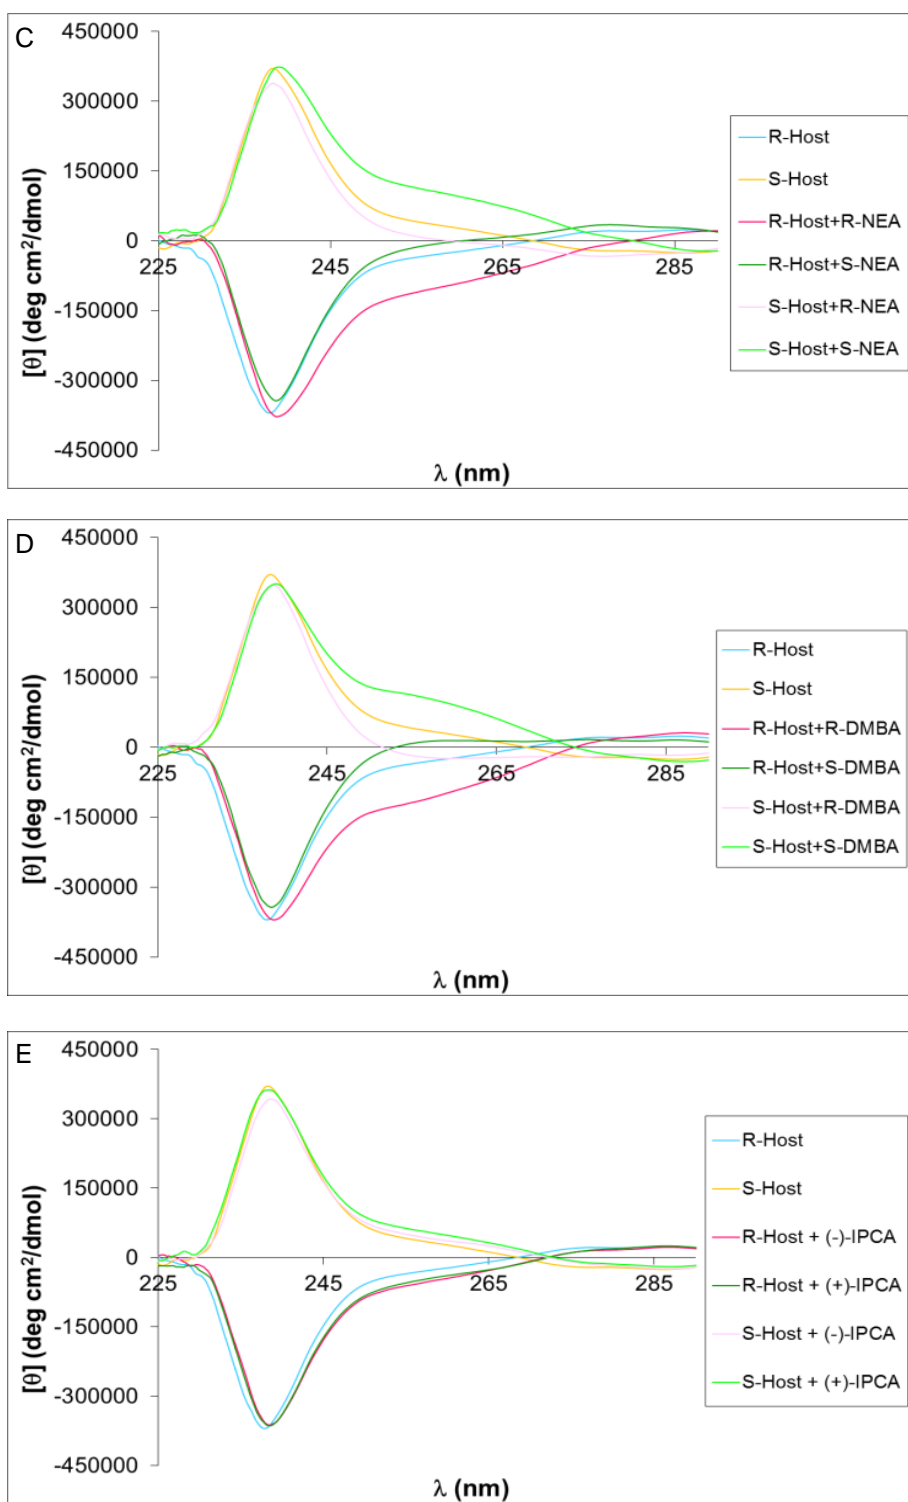 C
450000
300000
150000
0
-150000
-300000
-450000
225
245
265
285
[θ] (deg cm²/dmol)
λ (nm)
R-Host
S-Host
R-Host+R-NEA
R-Host+S-NEA
S-Host+R-NEA
S-Host+S-NEA
D
450000
300000
150000
0
-150000
-300000
-450000
225
245
265
285
[θ] (deg cm²/dmol)
λ (nm)
R-Host
S-Host
R-Host+R-DMBA
R-Host+S-DMBA
S-Host+R-DMBA
S-Host+S-DMBA
E
450000
300000
150000
0
-150000
-300000
-450000
225
245
265
285
[θ] (deg cm²/dmol)
λ (nm)
R-Host
S-Host
R-Host + (-)-IPCA
R-Host + (+)-IPCA
S-Host + (-)-IPCA
S-Host + (+)-IPCA